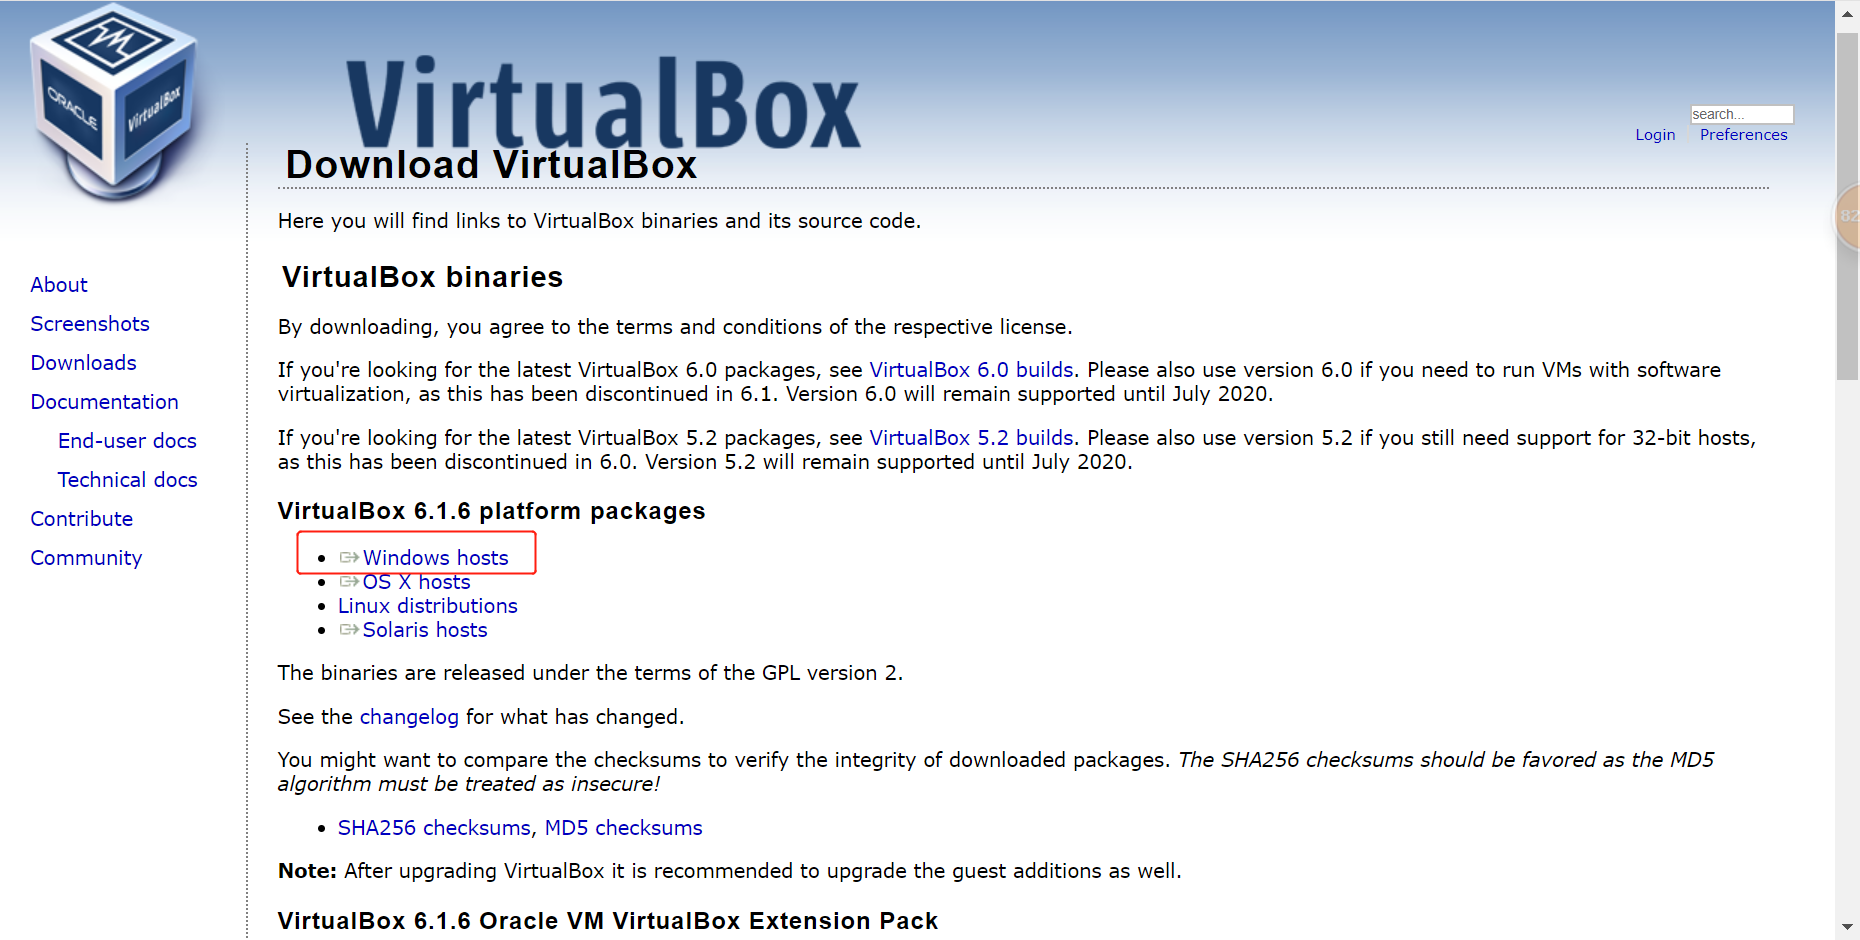 ORACLE
VirtualBox
VirtualBox
search...
Login Preferences
Download VirtualBox
Here you will find links to VirtualBox binaries and its source code.
82
About
Screenshots
Downloads
Documentation
End-user docs
Technical docs
Contribute
Community
VirtualBox binaries
By downloading, you agree to the terms and conditions of the respective license.
If you're looking for the latest VirtualBox 6.0 packages, see VirtualBox 6.0 builds. Please also use version 6.0 if you need to run VMs with software
virtualization, as this has been discontinued in 6.1. Version 6.0 will remain supported until July 2020.
If you're looking for the latest VirtualBox 5.2 packages, see VirtualBox 5.2 builds. Please also use version 5.2 if you still need support for 32-bit hosts,
as this has been discontinued in 6.0. Version 5.2 will remain supported until July 2020.
VirtualBox 6.1.6 platform packages
• Windows hosts
• OS X hosts
• Linux distributions
• Solaris hosts
The binaries are released under the terms of the GPL version 2.
See the changelog for what has changed.
You might want to compare the checksums to verify the integrity of downloaded packages. The SHA256 checksums should be favored as the MD5
algorithm must be treated as insecure!
• SHA256 checksums, MD5 checksums
Note: After upgrading VirtualBox it is recommended to upgrade the guest additions as well.
VirtualBox 6.1.6 Oracle VM VirtualBox Extension Pack